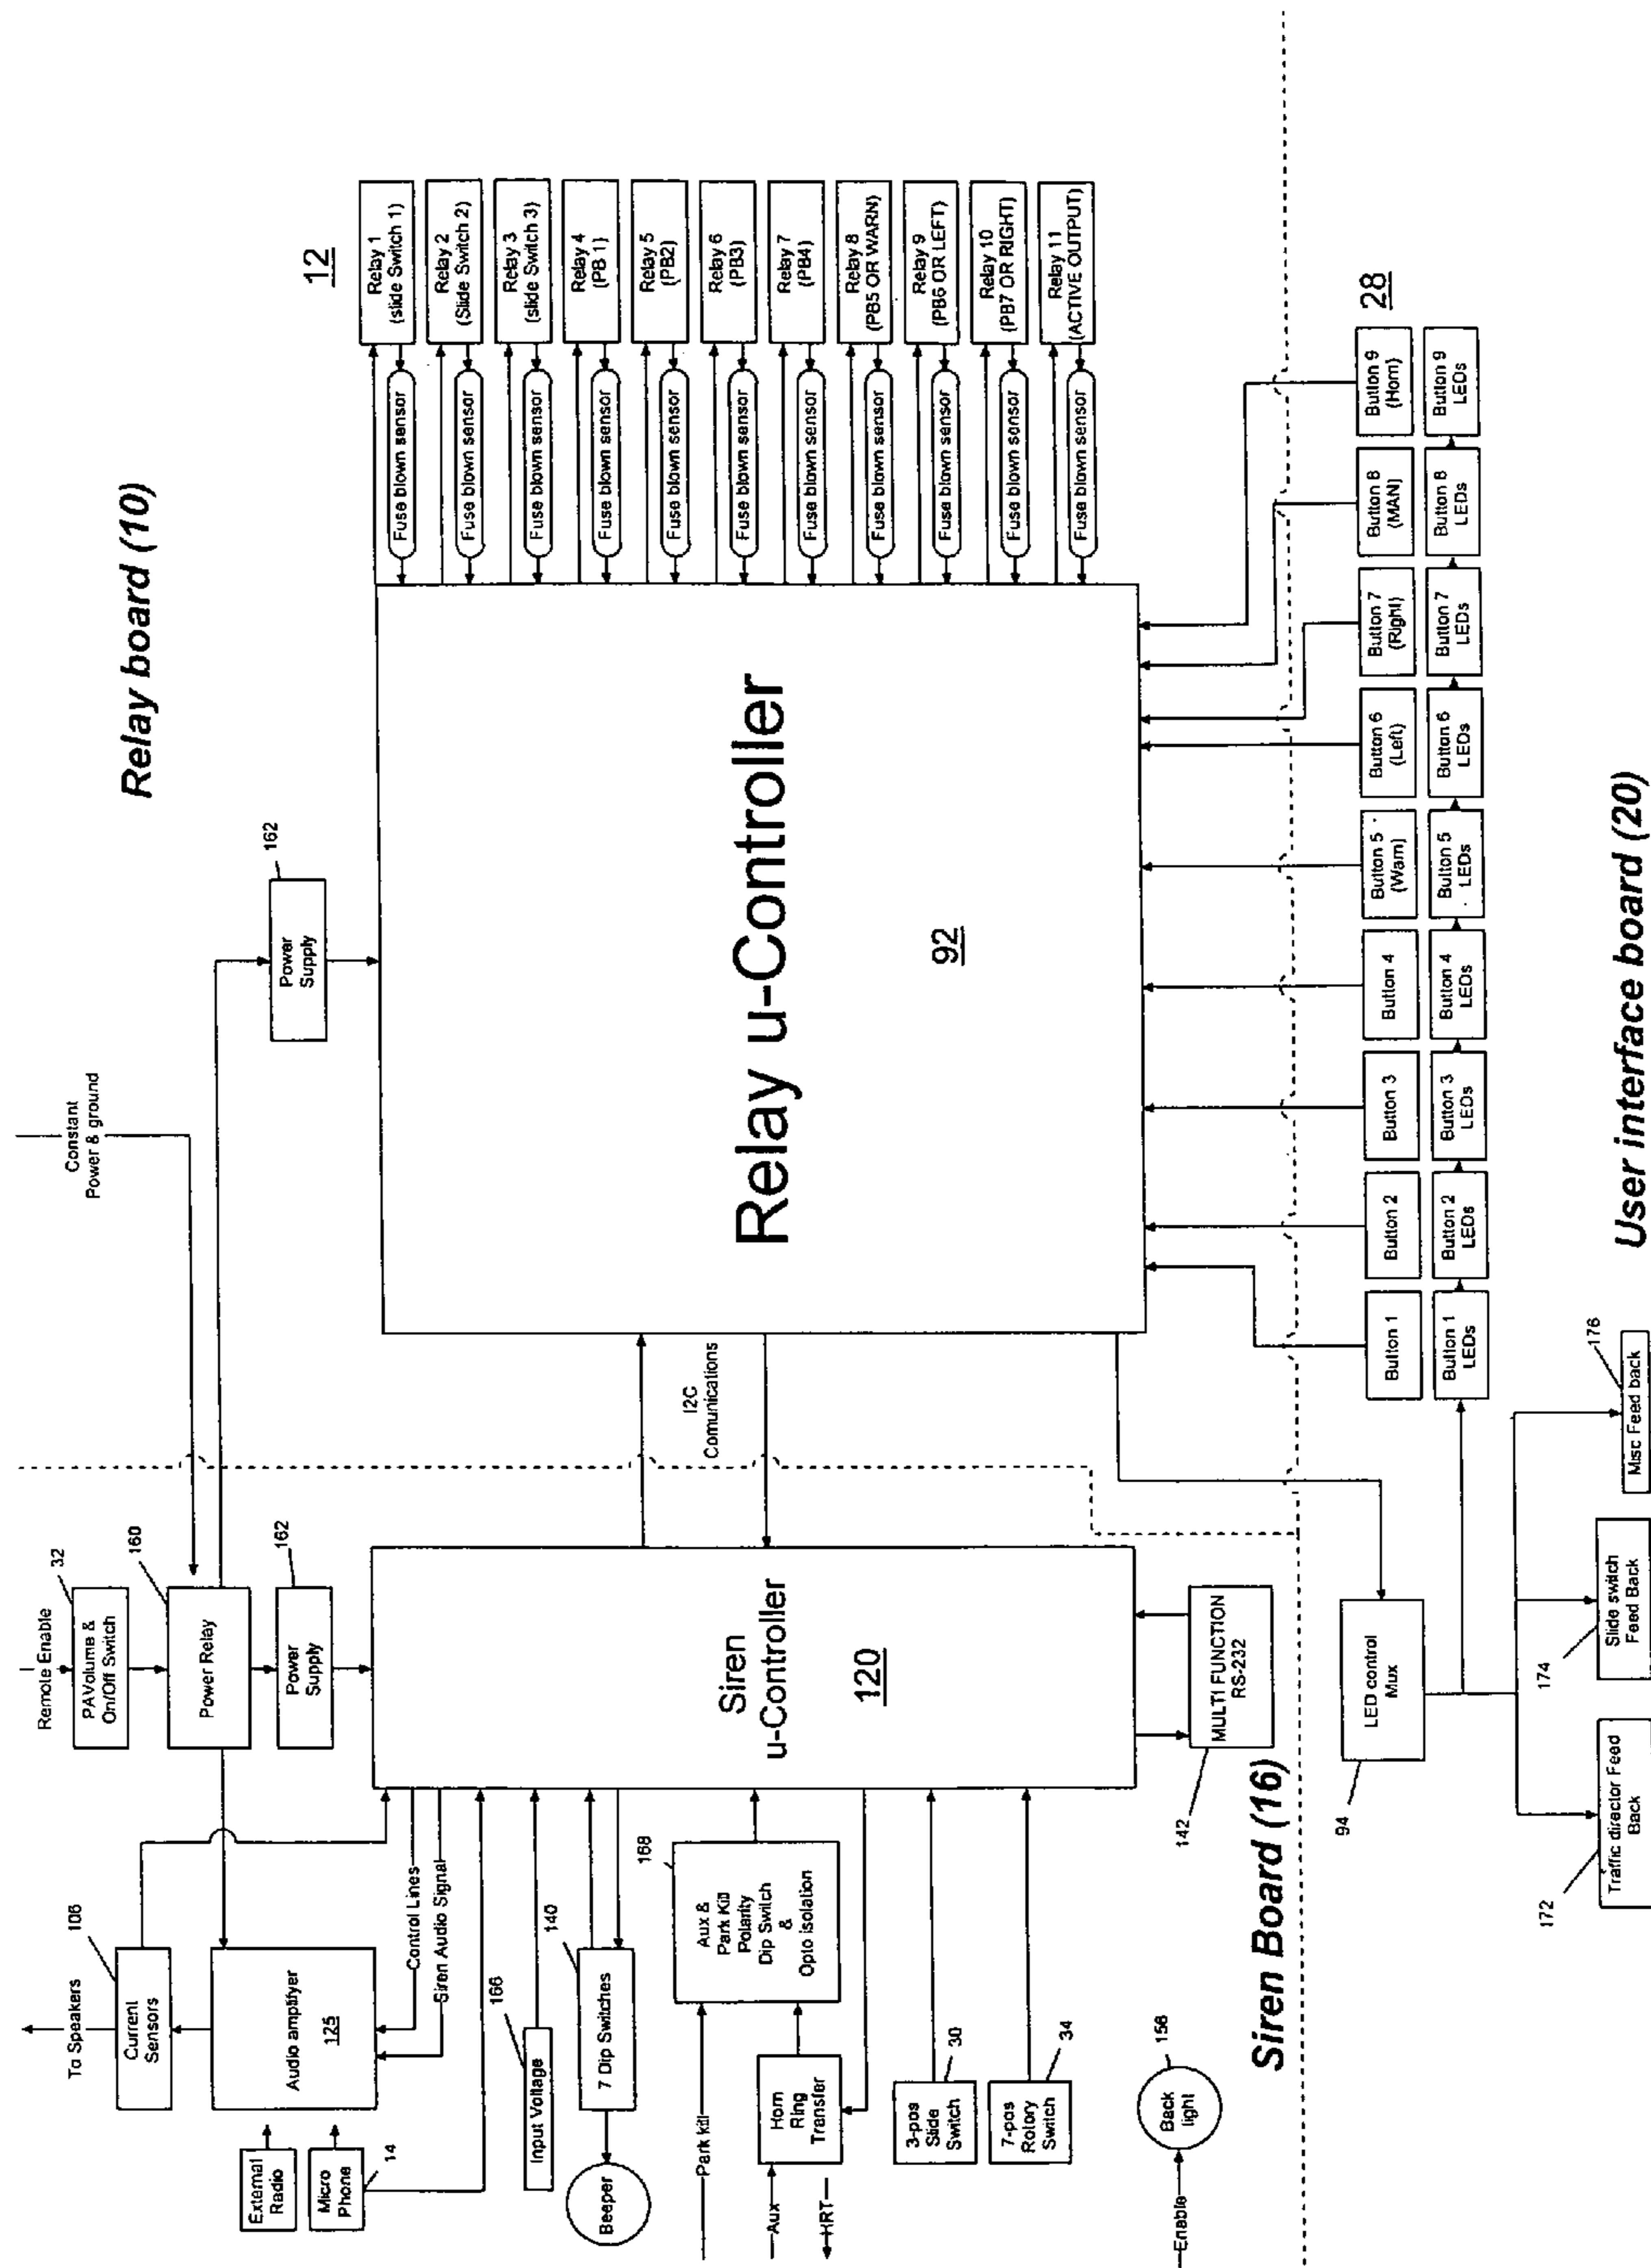 Relay board (10)
Constant
Power & ground
162
Power
Supply
Relay u-Controller
92
12
Relay 1
(slide Switch 1)
Relay 2
(Slide Switch 2)
Relay 3
(slide Switch 3)
Relay 4
(PB 1)
Relay 5
(PB2)
Relay 6
(PB3)
Relay 7
(PB4)
Relay 8
(PB5 OR WARN)
Relay 9
(PB6 OR LEFT)
Relay 10
(PB7 OR RIGHT)
Relay 11
(ACTIVE OUTPUT)
Fuse blown sensor
Fuse blown sensor
Fuse blown sensor
Fuse blown sensor
Fuse blown sensor
Fuse blown sensor
Fuse blown sensor
Fuse blown sensor
Fuse blown sensor
Fuse blown sensor
Fuse blown sensor
I2C
Comunications
To Speakers
106
Current
Sensors
Audio amplifyer
125
External
Radio
Micro
Phone
14
Remote Enable
32
PA Volume &
On/Off Switch
160
Power Relay
162
Power
Supply
Control Lines
Siren Audio Signal
166
Input Voltage
140
7 Dip Switches
Beeper
168
Aux &
Park Kill
Polarity
Dip Switch
&
Opto isolation
Park kill
Aux
HRT
Horn
Ring
Transfer
3-pos
Slide
Switch
30
7-pos
Rotory
Switch
34
Siren
u-Controller
120
MULTI FUNCTION
RS-232
142
Siren Board (16)
Enable
Back
light
156
28
Button 1
Button 2
Button 3
Button 4
Button 5
(Warn)
Button 6
(Left)
Button 7
(Right)
Button 8
(MAN)
Button 9
(Horn)
Button 1
LEDs
Button 2
LEDs
Button 3
LEDs
Button 4
LEDs
Button 5
LEDs
Button 6
LEDs
Button 7
LEDs
Button 8
LEDs
Button 9
LEDs
LED control
Mux
94
172
Traffic director Feed
Back
174
Slide switch
Feed Back
176
Misc Feed back
User interface board (20)